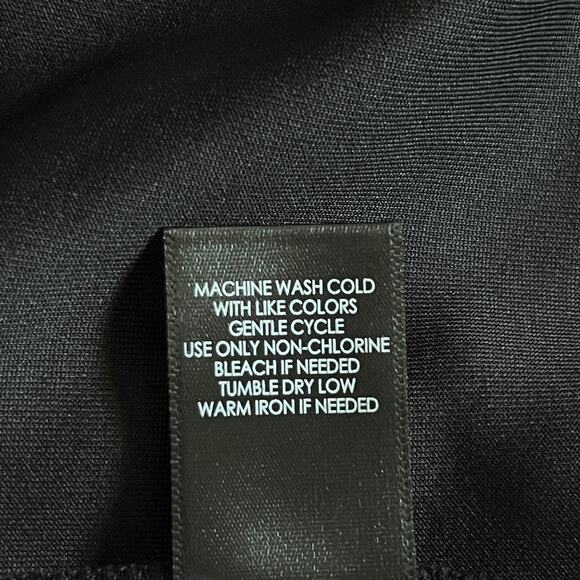 MACHINE WASH COLD
WITH LIKE COLORS
GENTLE CYCLE
USE ONLY NON-CHLORINE
BLEACH IF NEEDED
TUMBLE DRY LOW
WARM IRON IF NEEDED